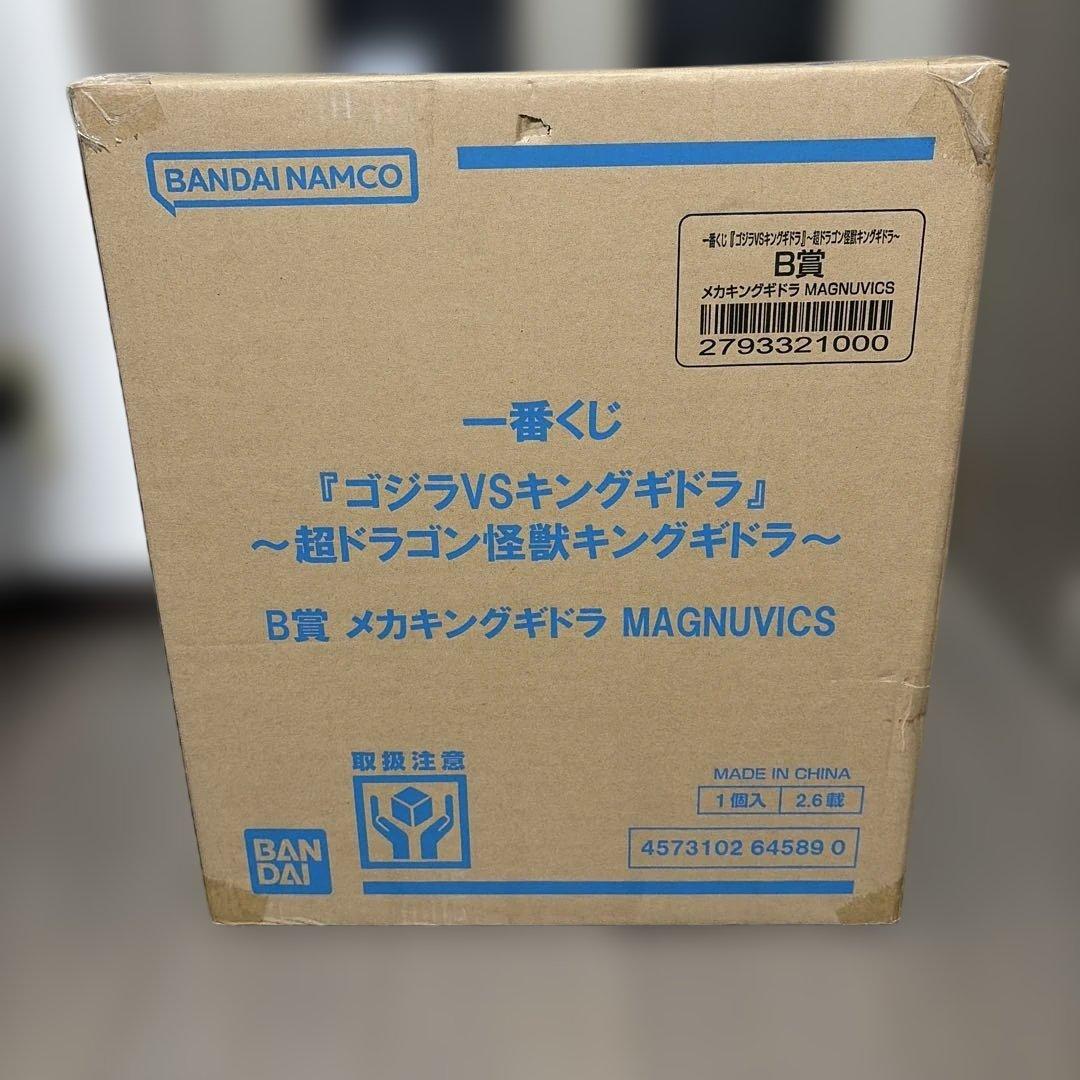 BANDAI NAMCO
一番くじ『ゴジラVSキングギドラ』~超ドラゴン怪獣キングギドラ~
B賞
メカキングギドラ MAGNUVICS
2793321000
一番くじ
『ゴジラVSキングギドラ』
~超ドラゴン怪獣キングギドラ~
B賞 メカキングギドラ MAGNUVICS
取扱注意
MADE IN CHINA
1個入 2.6載
BAN
DAI
4573102 64589 0